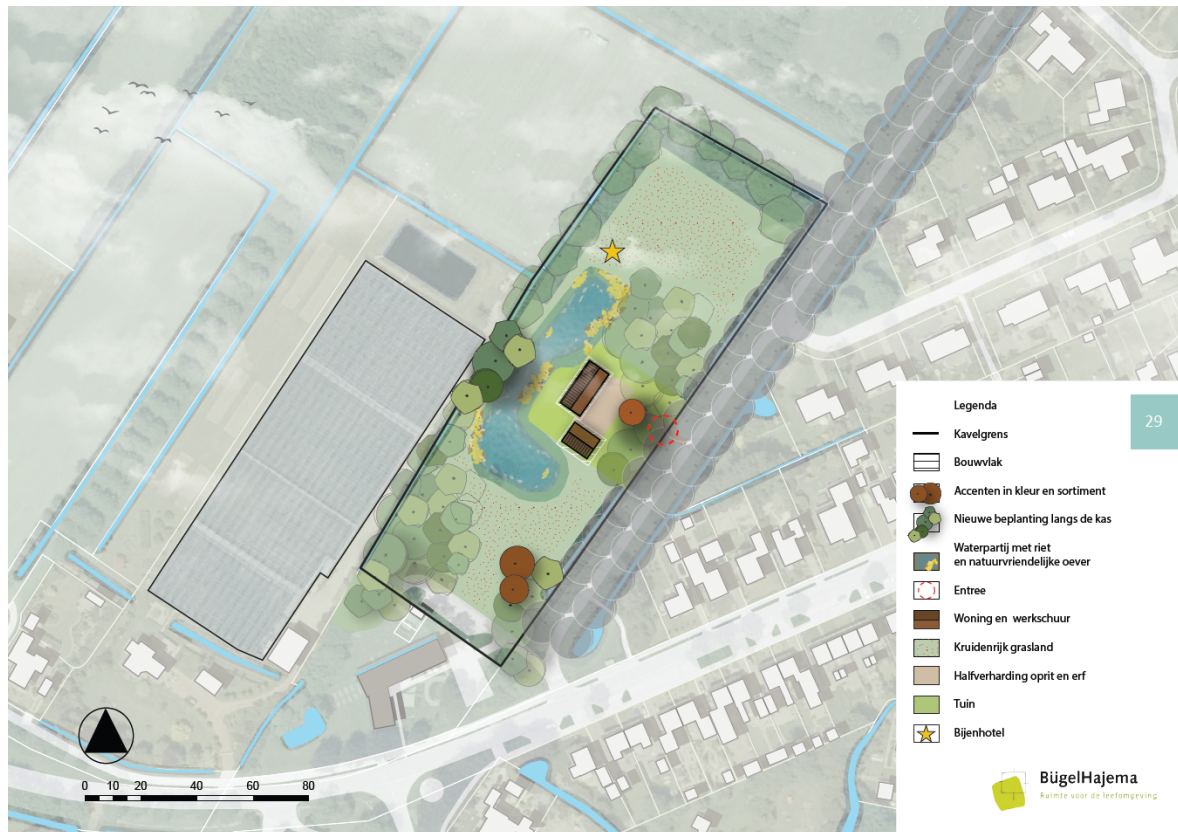 Legenda
29
Kavelgrens
Bouwvlak
Accenten in kleur en sortiment
Nieuwe beplanting langs de kas
Waterpartij met riet
en natuurvriendelijke oever
Entree
Woning en werkschuur
Kruidenrijk grasland
Halfverharding oprit en erf
Tuin
Bijenhotel
0 10 20 40 60 80
BügelHajema
Ruimte voor de leefomgeving